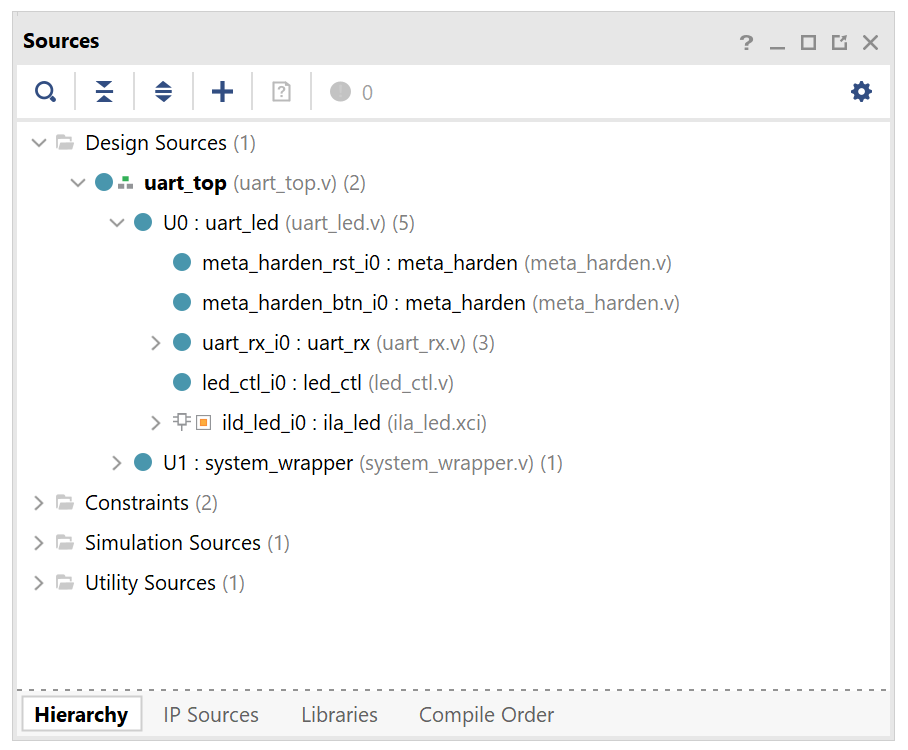 Sources
0
Design Sources (1)
uart_top (uart_top.v) (2)
U0 : uart_led (uart_led.v) (5)
meta_harden_rst_i0 : meta_harden (meta_harden.v)
meta_harden_btn_i0 : meta_harden (meta_harden.v)
uart_rx_i0 : uart_rx (uart_rx.v) (3)
led_ctl_i0 : led_ctl (led_ctl.v)
ild_led_i0 : ila_led (ila_led.xci)
U1 : system_wrapper (system_wrapper.v) (1)
Constraints (2)
Simulation Sources (1)
Utility Sources (1)
Hierarchy IP Sources Libraries Compile Order